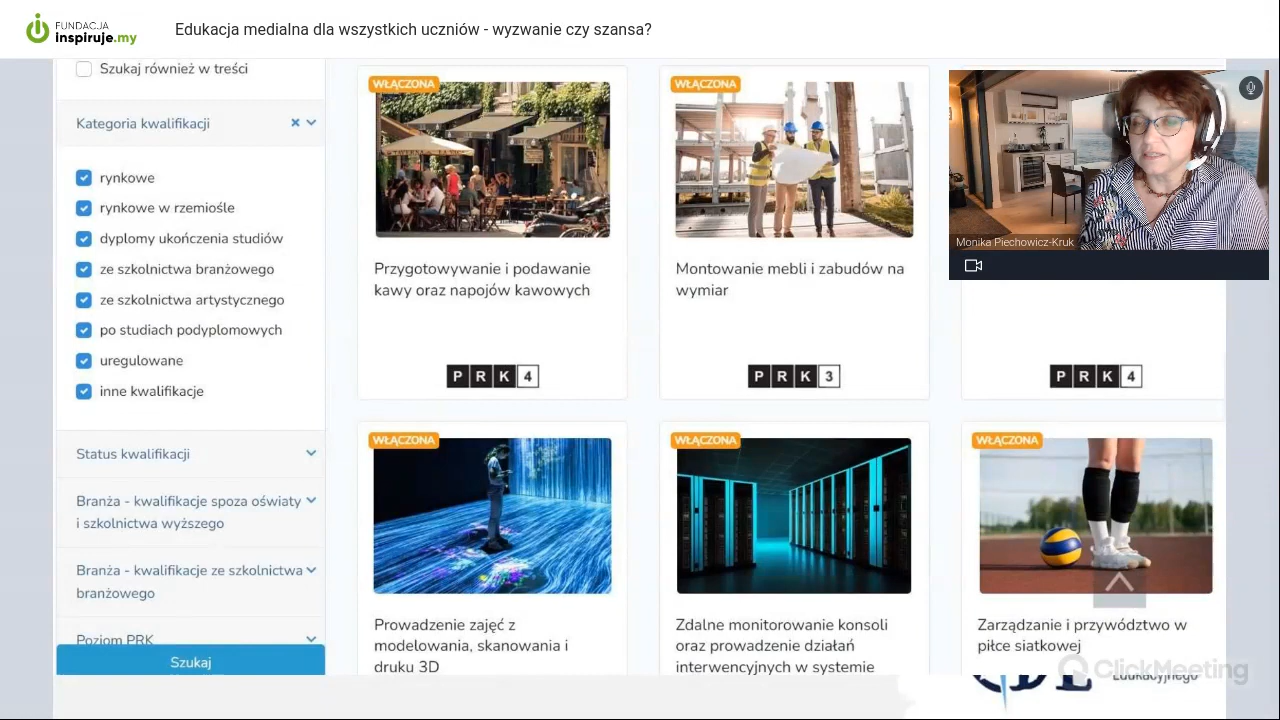 FUNDACJA
inspiruje.my
Edukacja medialna dla wszystkich uczniów - wyzwanie czy szansa?
Szukaj również w treści
Kategoria kwalifikacji
rynkowe
rynkowe w rzemiośle
dyplomy ukończenia studiów
ze szkolnictwa branżowego
ze szkolnictwa artystycznego
po studiach podyplomowych
uregulowane
inne kwalifikacje
Status kwalifikacji
Branża - kwalifikacje spoza oświaty
i szkolnictwa wyższego
Branża - kwalifikacje ze szkolnictwa
branżowego
Poziom PRK
Szukaj
WŁĄCZONA
Przygotowywanie i podawanie
kawy oraz napojów kawowych
PRK 4
WŁĄCZONA
Montowanie mebli i zabudów na
wymiar
PRK 3
Monika Piechowicz-Kruk
PRK 4
WŁĄCZONA
Prowadzenie zajęć z
modelowania, skanowania i
druku 3D
WŁĄCZONA
Zdalne monitorowanie konsoli
oraz prowadzenie działań
interwencyjnych w systemie
WŁĄCZONA
Zarządzanie i przywództwo w
piłce siatkowej
ClickMeeting
Edukacyjnego